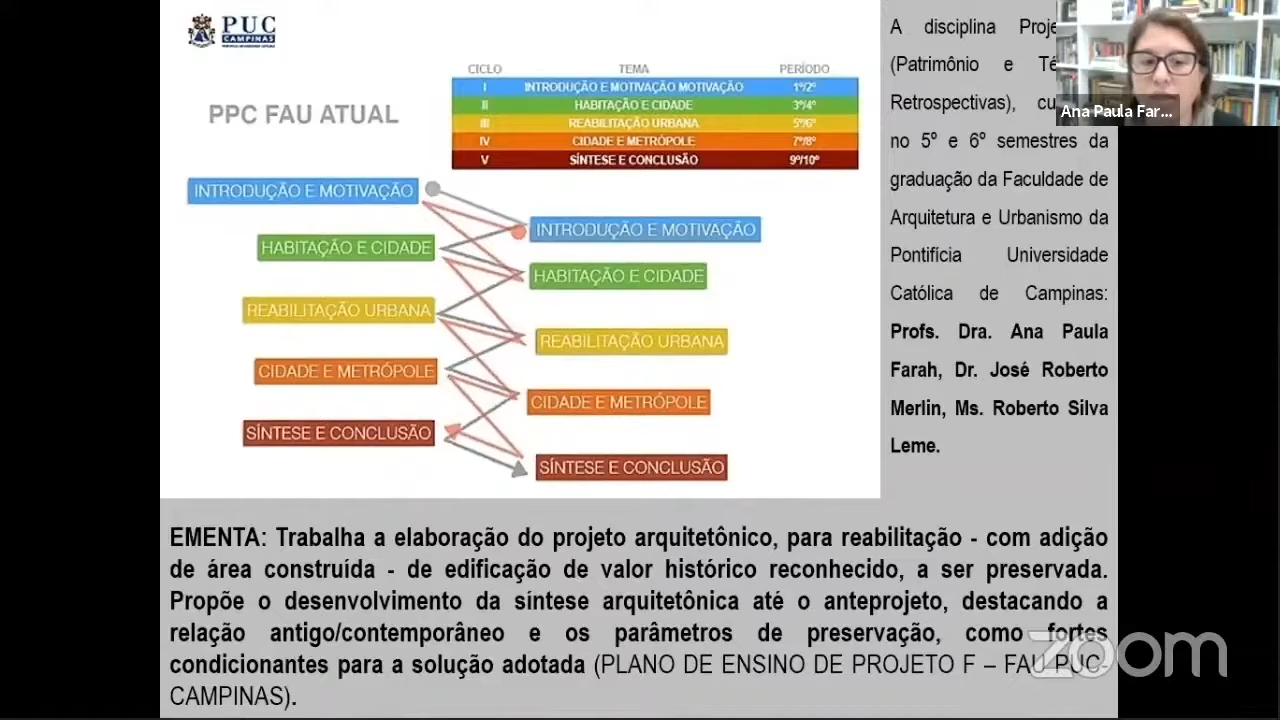 PUC
CAMPINAS
PPC FAU ATUAL
CICLO TEMA PERÍODO
I INTRODUÇÃO E MOTIVAÇÃO MOTIVAÇÃO 1º/2º
II HABITAÇÃO E CIDADE 3º/4º
III REABILITAÇÃO URBANA 5º/6º
IV CIDADE E METRÓPOLE 7º/8º
V SÍNTESE E CONCLUSÃO 9º/10º
INTRODUÇÃO E MOTIVAÇÃO
HABITAÇÃO E CIDADE
REABILITAÇÃO URBANA
CIDADE E METRÓPOLE
SÍNTESE E CONCLUSÃO
INTRODUÇÃO E MOTIVAÇÃO
HABITAÇÃO E CIDADE
REABILITAÇÃO URBANA
CIDADE E METRÓPOLE
SÍNTESE E CONCLUSÃO
A disciplina Proje
(Patrimônio e Té
Retrospectivas), cu
no 5º e 6º semestres da
graduação da Faculdade de
Arquitetura e Urbanismo da
Pontifícia Universidade
Católica de Campinas:
Profs. Dra. Ana Paula
Farah, Dr. José Roberto
Merlin, Ms. Roberto Silva
Leme.
Ana Paula Far...
EMENTA: Trabalha a elaboração do projeto arquitetônico, para reabilitação - com adição
de área construída - de edificação de valor histórico reconhecido, a ser preservada.
Propõe o desenvolvimento da síntese arquitetônica até o anteprojeto, destacando a
relação antigo/contemporâneo e os parâmetros de preservação, como fortes
condicionantes para a solução adotada (PLANO DE ENSINO DE PROJETO F – FAU PUC-
CAMPINAS).
zoom